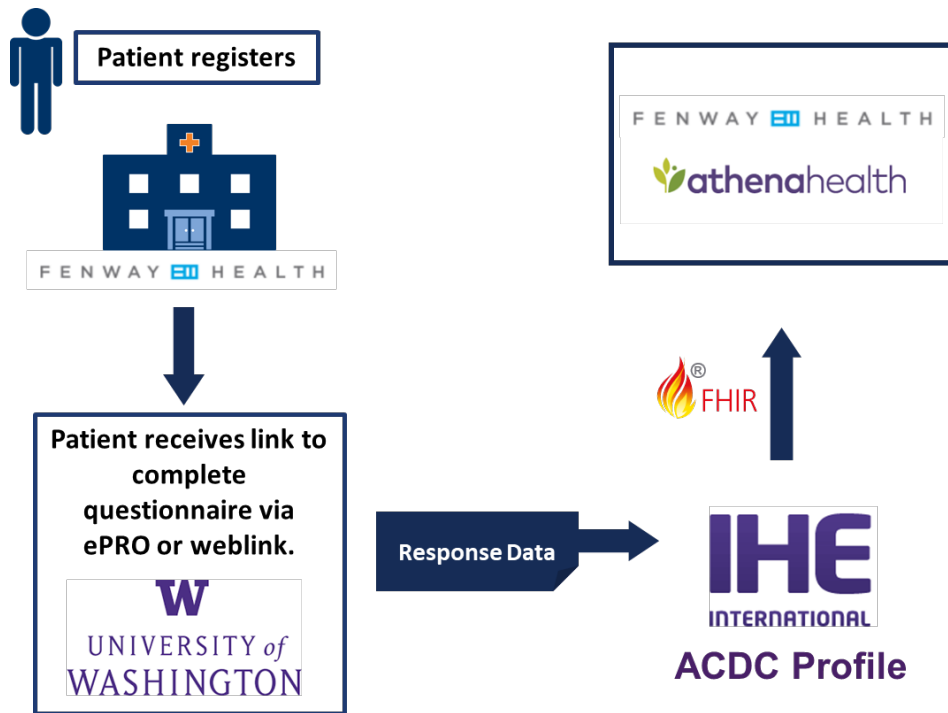 Patient registers
FENWAY HEALTH
Patient receives link to
complete
questionnaire via
ePRO or weblink.
W
UNIVERSITY of
WASHINGTON
Response Data
IHE
INTERNATIONAL
ACDC Profile
®
FHIR
FENWAY HEALTH
athenahealth